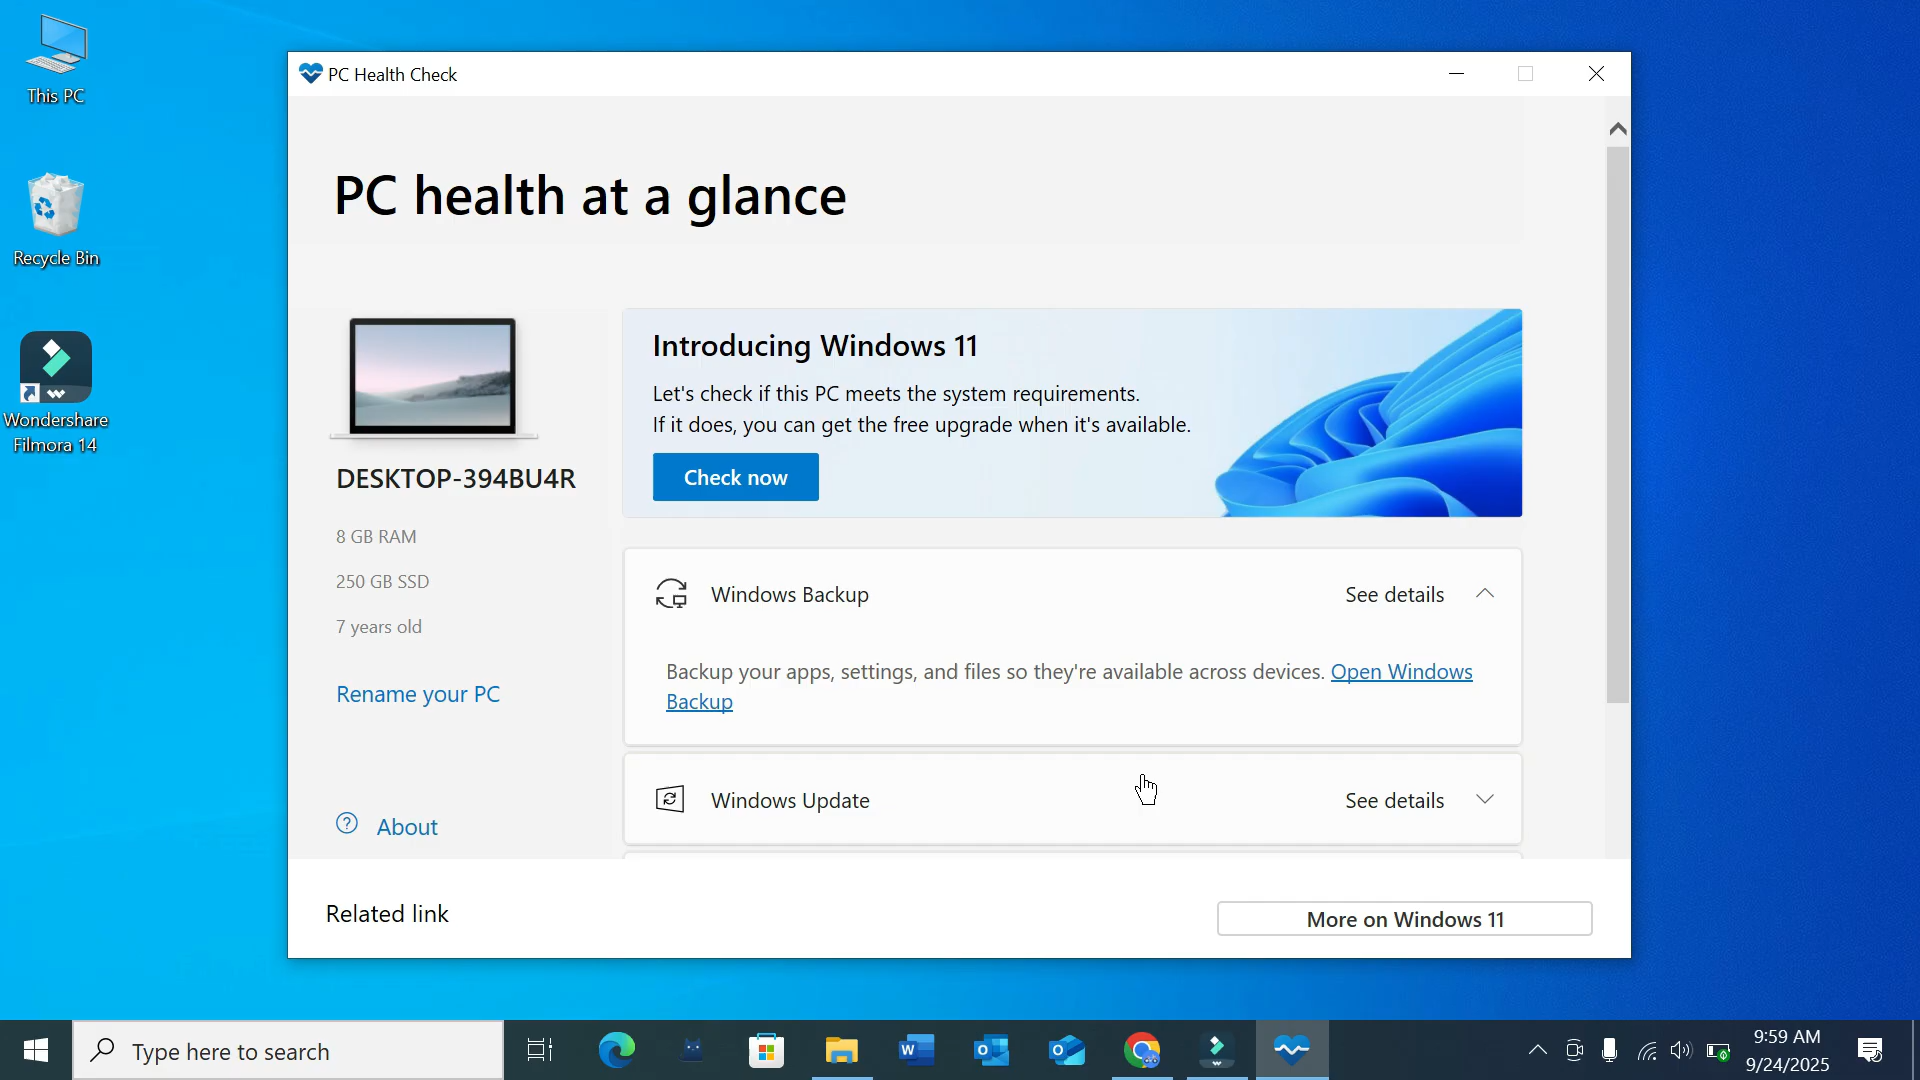 This PC
Recycle Bin
Wondershare
Filmora 14
PC Health Check
PC health at a glance
DESKTOP-394BU4R
8 GB RAM
250 GB SSD
7 years old
Rename your PC
About
Introducing Windows 11
Let's check if this PC meets the system requirements.
If it does, you can get the free upgrade when it's available.
Check now
Windows Backup
See details
Backup your apps, settings, and files so they're available across devices. Open Windows
Backup
Windows Update
See details
Related link
More on Windows 11
Type here to search
9:59 AM
9/24/2025